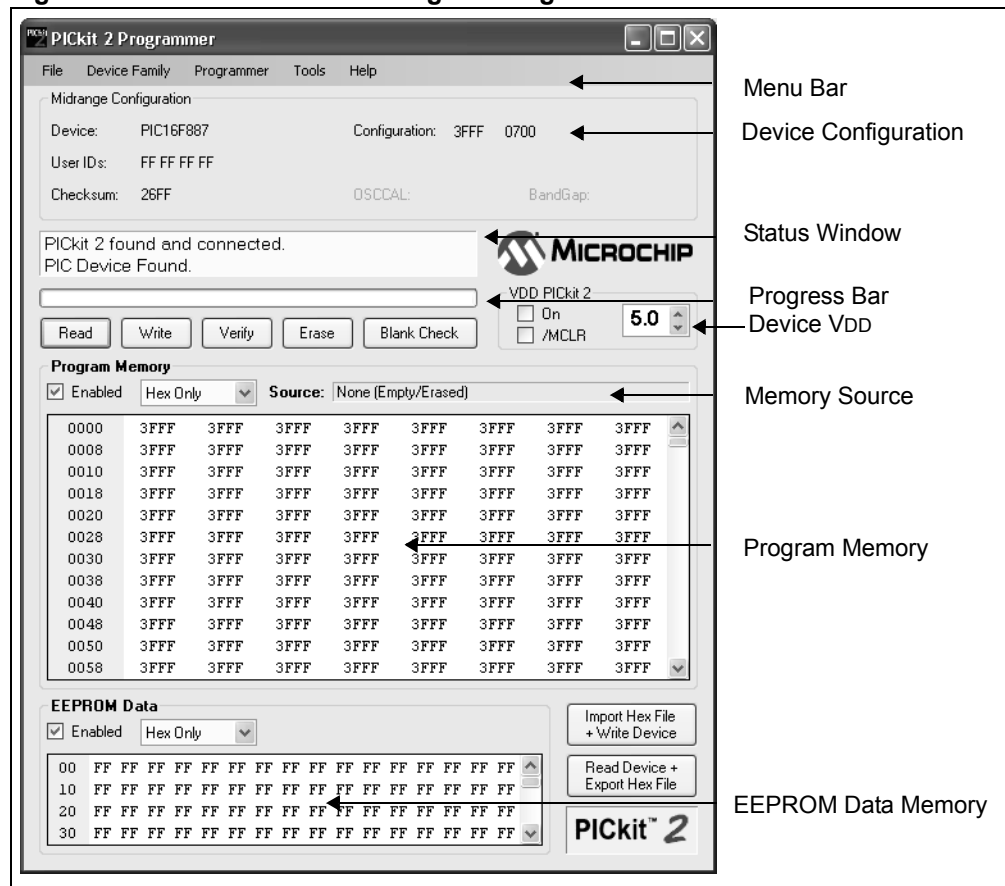 PICkit 2 Programmer
File Device Family Programmer Tools Help
Menu Bar
Midrange Configuration
Device: PIC16F887 Configuration: 3FFF 0700
Device Configuration
User IDs: FF FF FF FF
Checksum: 26FF OSCCAL: BandGap:
PICkit 2 found and connected.
PIC Device Found.
MICROCHIP
Status Window
VDD PICkit 2
On
/MCLR
5.0
Progress Bar
Device VDD
Read Write Verify Erase Blank Check
Program Memory
Enabled Hex Only Source: None (Empty/Erased)
Memory Source
0000 3FFF 3FFF 3FFF 3FFF 3FFF 3FFF 3FFF 3FFF
0008 3FFF 3FFF 3FFF 3FFF 3FFF 3FFF 3FFF 3FFF
0010 3FFF 3FFF 3FFF 3FFF 3FFF 3FFF 3FFF 3FFF
0018 3FFF 3FFF 3FFF 3FFF 3FFF 3FFF 3FFF 3FFF
0020 3FFF 3FFF 3FFF 3FFF 3FFF 3FFF 3FFF 3FFF
0028 3FFF 3FFF 3FFF 3FFF 3FFF 3FFF 3FFF 3FFF
0030 3FFF 3FFF 3FFF 3FFF 3FFF 3FFF 3FFF 3FFF
0038 3FFF 3FFF 3FFF 3FFF 3FFF 3FFF 3FFF 3FFF
0040 3FFF 3FFF 3FFF 3FFF 3FFF 3FFF 3FFF 3FFF
0048 3FFF 3FFF 3FFF 3FFF 3FFF 3FFF 3FFF 3FFF
0050 3FFF 3FFF 3FFF 3FFF 3FFF 3FFF 3FFF 3FFF
0058 3FFF 3FFF 3FFF 3FFF 3FFF 3FFF 3FFF 3FFF
Program Memory
EEPROM Data
Enabled Hex Only
00 FF FF FF FF FF FF FF FF FF FF FF FF FF FF FF FF
10 FF FF FF FF FF FF FF FF FF FF FF FF FF FF FF FF
20 FF FF FF FF FF FF FF FF FF FF FF FF FF FF FF FF
30 FF FF FF FF FF FF FF FF FF FF FF FF FF FF FF FF
Import Hex File
+ Write Device
Read Device +
Export Hex File
PICkit™ 2
EEPROM Data Memory